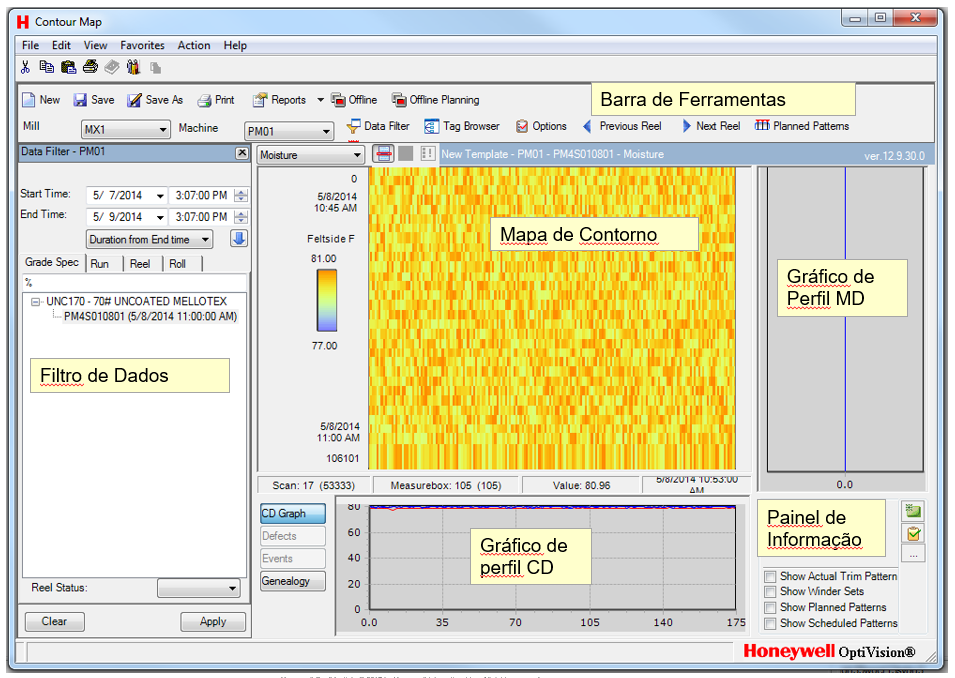 Contour Map
File Edit View Favorites Action Help
New Save Save As Print Reports Offline Offline Planning
Barra de Ferramentas
Mill MX1 Machine PM01 Data Filter Tag Browser Options Previous Reel Next Reel Planned Patterns
Data Filter - PM01
Moisture
New Template - PM01 - PM4S010801 - Moisture
ver.12.9.30.0
Start Time: 5/ 7/2014 3:07:00 PM
End Time: 5/ 9/2014 3:07:00 PM
Duration from End time
Grade Spec Run Reel Roll
%
UNC170 - 70# UNCOATED MELLOTEX
PM4S010801 (5/8/2014 11:00:00 AM)
Filtro de Dados
Reel Status:
Clear Apply
0
5/8/2014
10:45 AM
Feltside F
81.00
77.00
5/8/2014
11:00 AM
106101
Mapa de Contorno
Gráfico de
Perfil MD
0.0
Scan: 17 (53333) Measurebox: 105 (105) Value: 80.96 5/8/2014 10:53:00
AM
CD Graph
Defects
Events
Genealogy
80
60
40
20
0
0.0 35 70 105 140 175
Gráfico de
perfil CD
Painel de
Informação
...
Show Actual Trim Pattern
Show Winder Sets
Show Planned Patterns
Show Scheduled Patterns
Honeywell OptiVision®